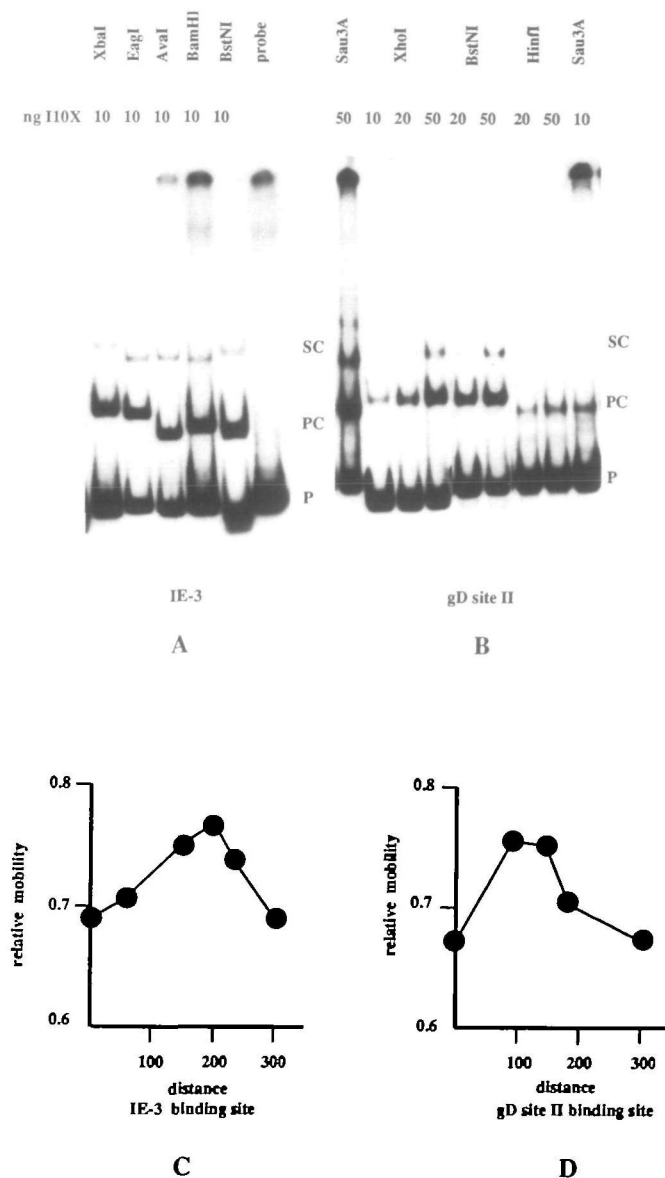 XbaI EagI AvaI BamHI BstNI probe
ng I10X 10 10 10 10 10
SC
PC
P
IE-3
A
Sau3A XhoI BstNI HinfI Sau3A
50 10 20 50 20 50 20 50 10
SC
PC
P
gD site II
B
0.8
0.7
0.6
relative mobility
100 200 300
distance
IE-3 binding site
C
0.8
0.7
0.6
relative mobility
100 200 300
distance
gD site II binding site
D